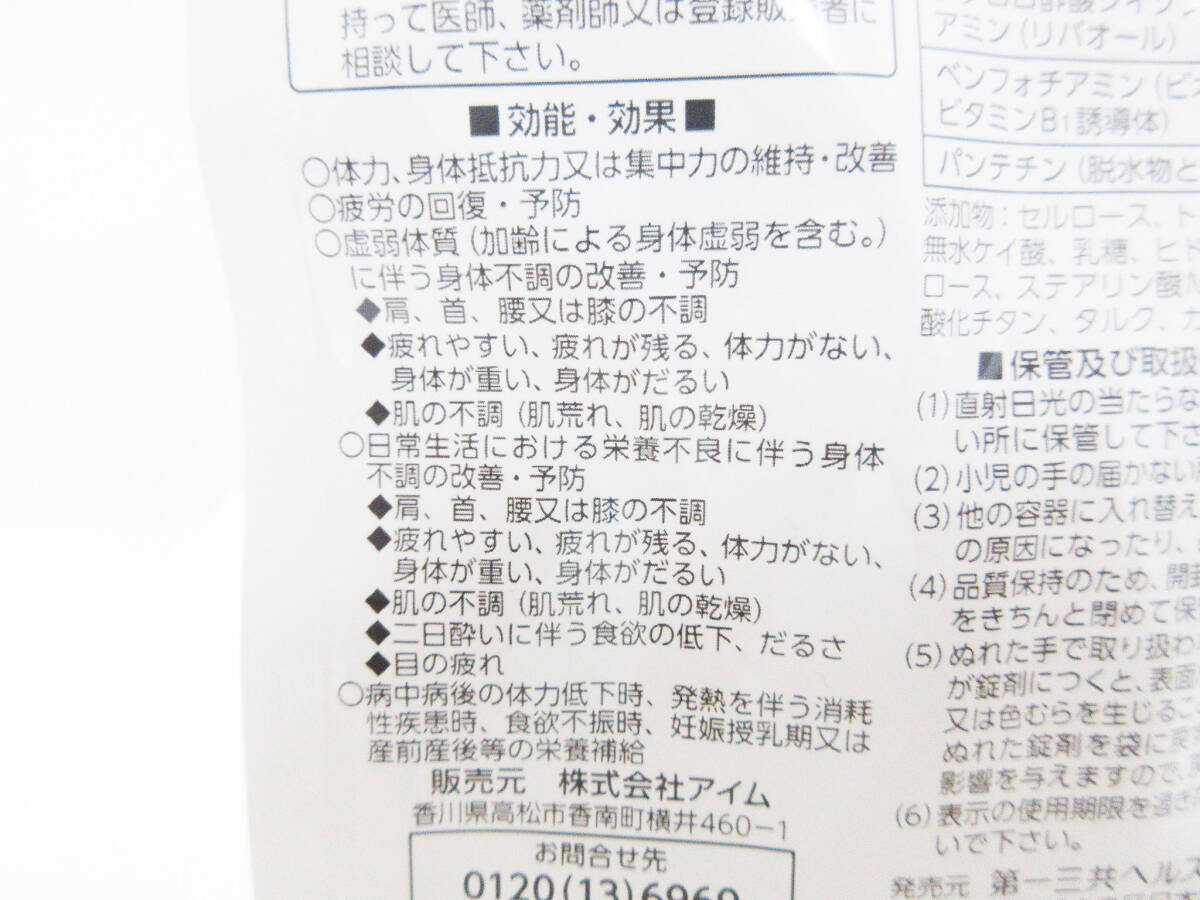 持って医師、薬剤師又は登録販売者に
相談して下さい。
■効能・効果■
○体力、身体抵抗力又は集中力の維持・改善
○疲労の回復・予防
○虚弱体質(加齢による身体虚弱を含む。)
に伴う身体不調の改善・予防
◆肩、首、腰又は膝の不調
◆疲れやすい、疲れが残る、体力がない、
身体が重い、身体がだるい
◆肌の不調(肌荒れ、肌の乾燥)
○日常生活における栄養不良に伴う身体
不調の改善・予防
◆肩、首、腰又は膝の不調
◆疲れやすい、疲れが残る、体力がない、
身体が重い、身体がだるい
◆肌の不調(肌荒れ、肌の乾燥)
◆二日酔いに伴う食欲の低下、だるさ
◆目の疲れ
○病中病後の体力低下時、発熱を伴う消耗
性疾患時、食欲不振時、妊娠授乳期又は
産前産後等の栄養補給
販売元 株式会社アイム
香川県高松市香南町横井460-1
お問合せ先
0120(13)6969
アミン(リバオール)
ベンフォチアミン(ビ
ビタミンB1誘導体)
パンテチン(脱水物と
添加物:セルロース、ト
無水ケイ酸、乳糖、ヒド
ロース、ステアリン酸
酸化チタン、タルク、カ
■保管及び取扱
(1)直射日光の当たらな
い所に保管して下さ
(2)小児の手の届かない
(3)他の容器に入れ替え
の原因になったり、
(4)品質保持のため、開封
をきちんと閉めて保
(5)ぬれた手で取り扱わ
が錠剤につくと、表面
又は色むらを生じるこ
ぬれた錠剤を袋に戻す
影響を与えますので、
(6)表示の使用期限を過ぎ
いで下さい。
発売元 第一三共ヘルス